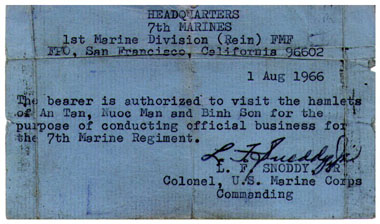 HEADQUARTERS
7th MARINES
1st Marine Division (Rein) FMF
FPO, San Francisco, California 96602
1 Aug 1966
The bearer is authorized to visit the hamlets
of An Tan, Nuoc Man and Binh Son for the
purpose of conducting official business for
the 7th Marine Regiment.
L. F. Snoddy Jr
L. F. SNODDY JR
Colonel, U.S. Marine Corps
Commanding